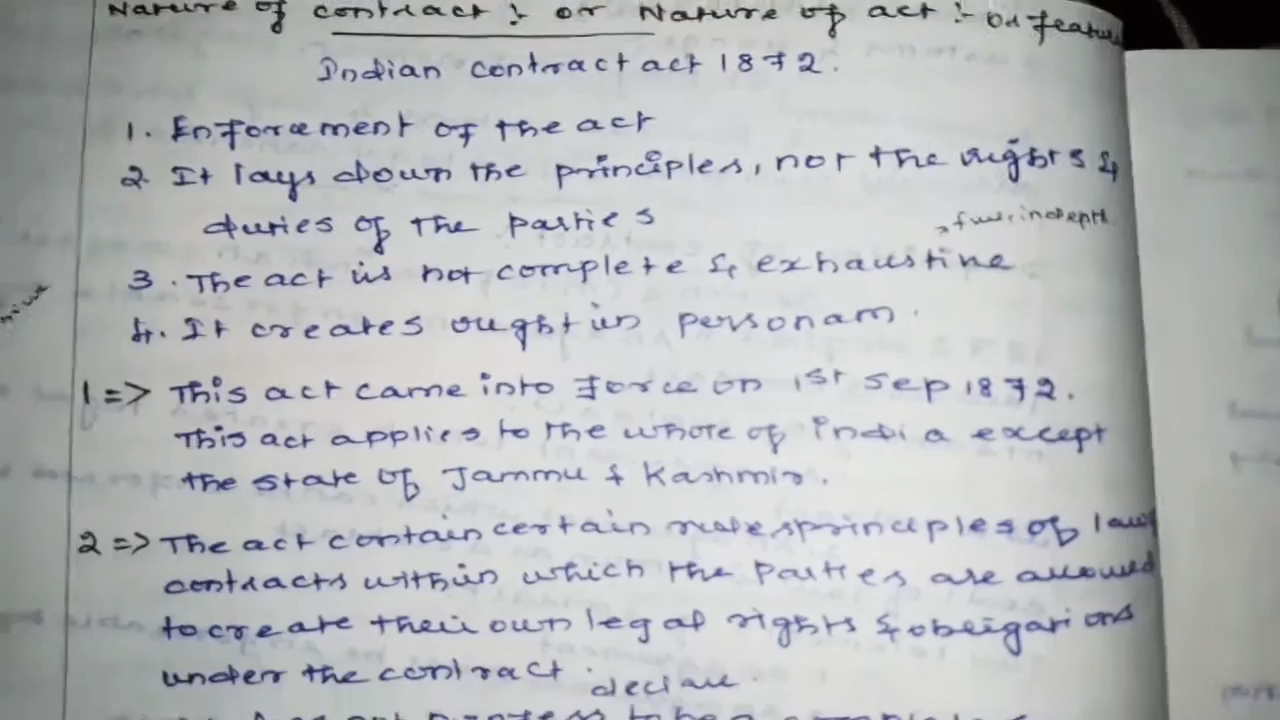 Nature of contract :- or Nature of act :- or featur
Indian contract act 1872.
1. Enforcement of the act
2. It lays down the principles, not the rights &
duties of the parties
3. The act is not complete & exhaustive
4. It creates right in personam.
1 => This act came into force on 1st Sep 1872.
This act applies to the whole of india except
the state of Jammu & Kashmir.
2 => The act contain certain principles of law
contracts within which the parties are allowed
to create their own legal rights & obligations
under the contract.
declare